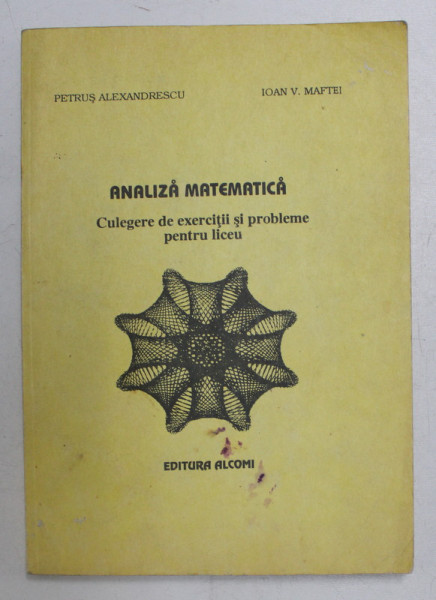 PETRUŞ ALEXANDRESCU
IOAN V. MAFTEI
ANALIZĂ MATEMATICĂ
Culegere de exerciţii şi probleme
pentru liceu
EDITURA ALCOMI